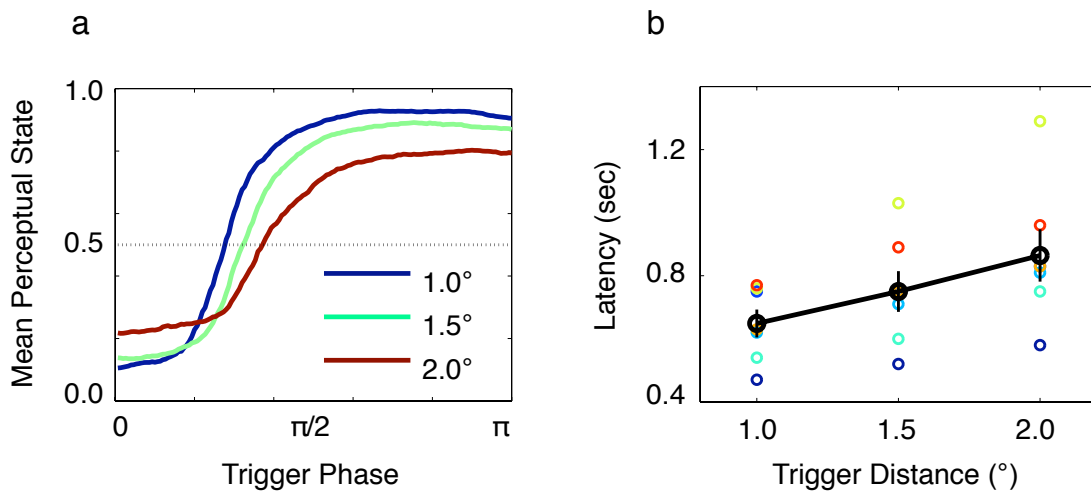 a
Mean Perceptual State
1.0
0.5
0.0
1.0°
1.5°
2.0°
0
π/2
π
Trigger Phase
b
Latency (sec)
1.2
0.8
0.4
1.0
1.5
2.0
Trigger Distance (°)